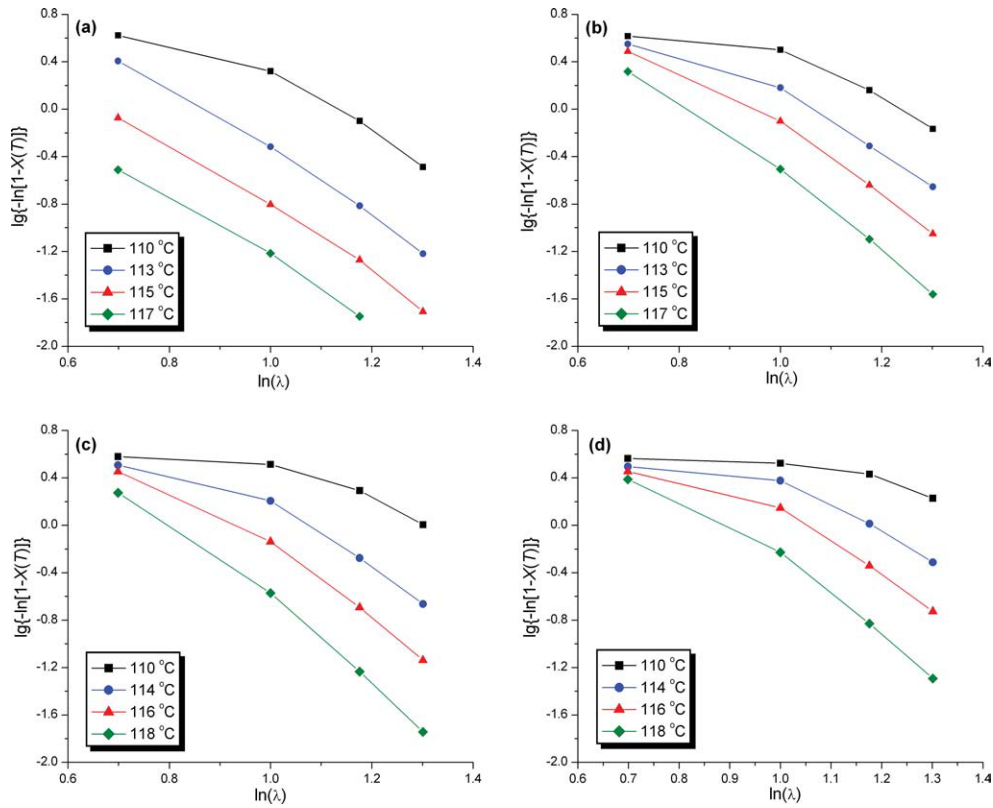 (a)
lg{-ln[1-X(T)]}
0.8
0.4
0.0
-0.4
-0.8
-1.2
-1.6
-2.0
110 °C
113 °C
115 °C
117 °C
0.6 0.8 1.0 1.2 1.4
ln(λ)
(b)
lg{-ln[1-X(T)]}
0.8
0.4
0.0
-0.4
-0.8
-1.2
-1.6
-2.0
110 °C
113 °C
115 °C
117 °C
0.6 0.8 1.0 1.2 1.4
ln(λ)
(c)
lg{-ln[1-X(T)]}
0.8
0.4
0.0
-0.4
-0.8
-1.2
-1.6
-2.0
110 °C
114 °C
116 °C
118 °C
0.6 0.8 1.0 1.2 1.4
ln(λ)
(d)
lg{-ln[1-X(T)]}
0.8
0.4
0.0
-0.4
-0.8
-1.2
-1.6
-2.0
110 °C
114 °C
116 °C
118 °C
0.6 0.7 0.8 0.9 1.0 1.1 1.2 1.3 1.4
ln(λ)